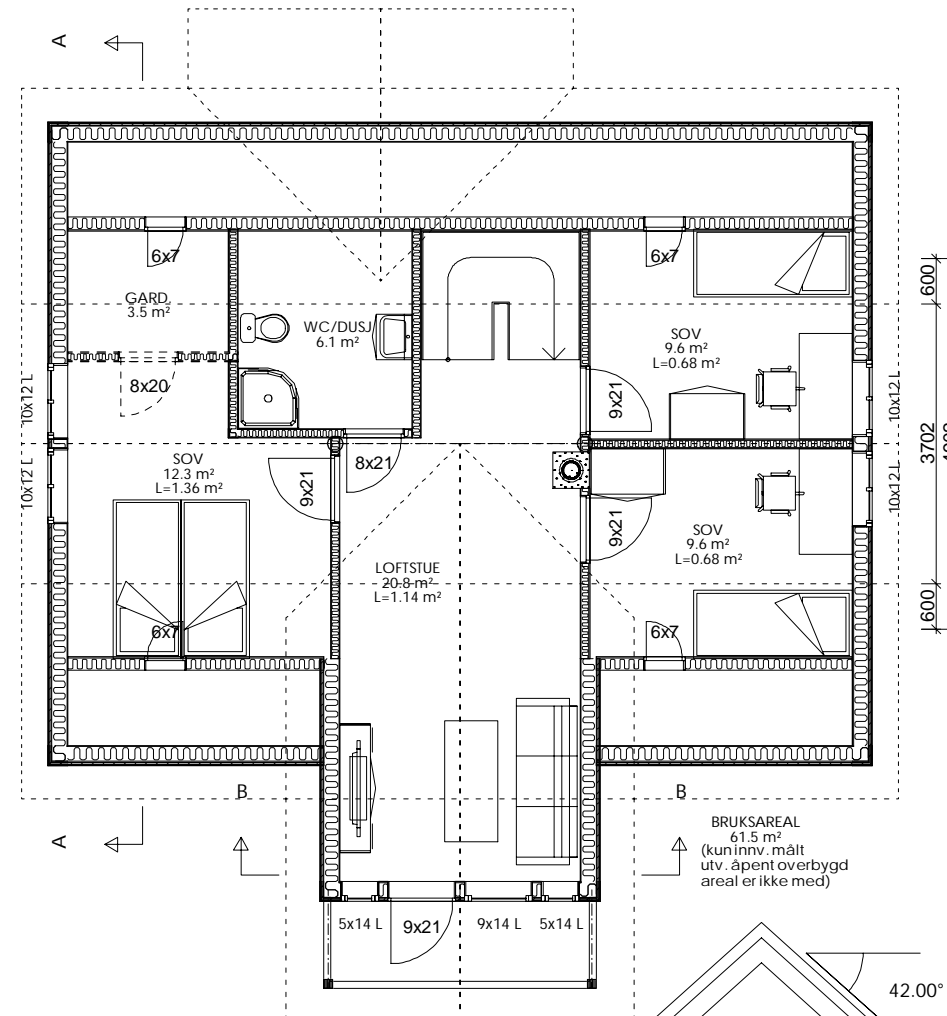 A
6x7
6x7
600
GARD.
3.5 m²
WC/DUSJ
6.1 m²
SOV
9.6 m²
L=0.68 m²
10x12 L
8x20
9x21
10x12 L
3702
SOV
12.3 m²
L=1.36 m²
8x21
9x21
10x12 L
10x12 L
9x21
SOV
9.6 m²
L=0.68 m²
LOFTSTUE
20.8 m²
L=1.14 m²
600
6x7
6x7
B
B
A
BRUKSAREAL
61.5 m²
(kun innv. målt
utv. åpent overbygd
areal er ikke med)
5x14 L
9x21
9x14 L
5x14 L
42.00°